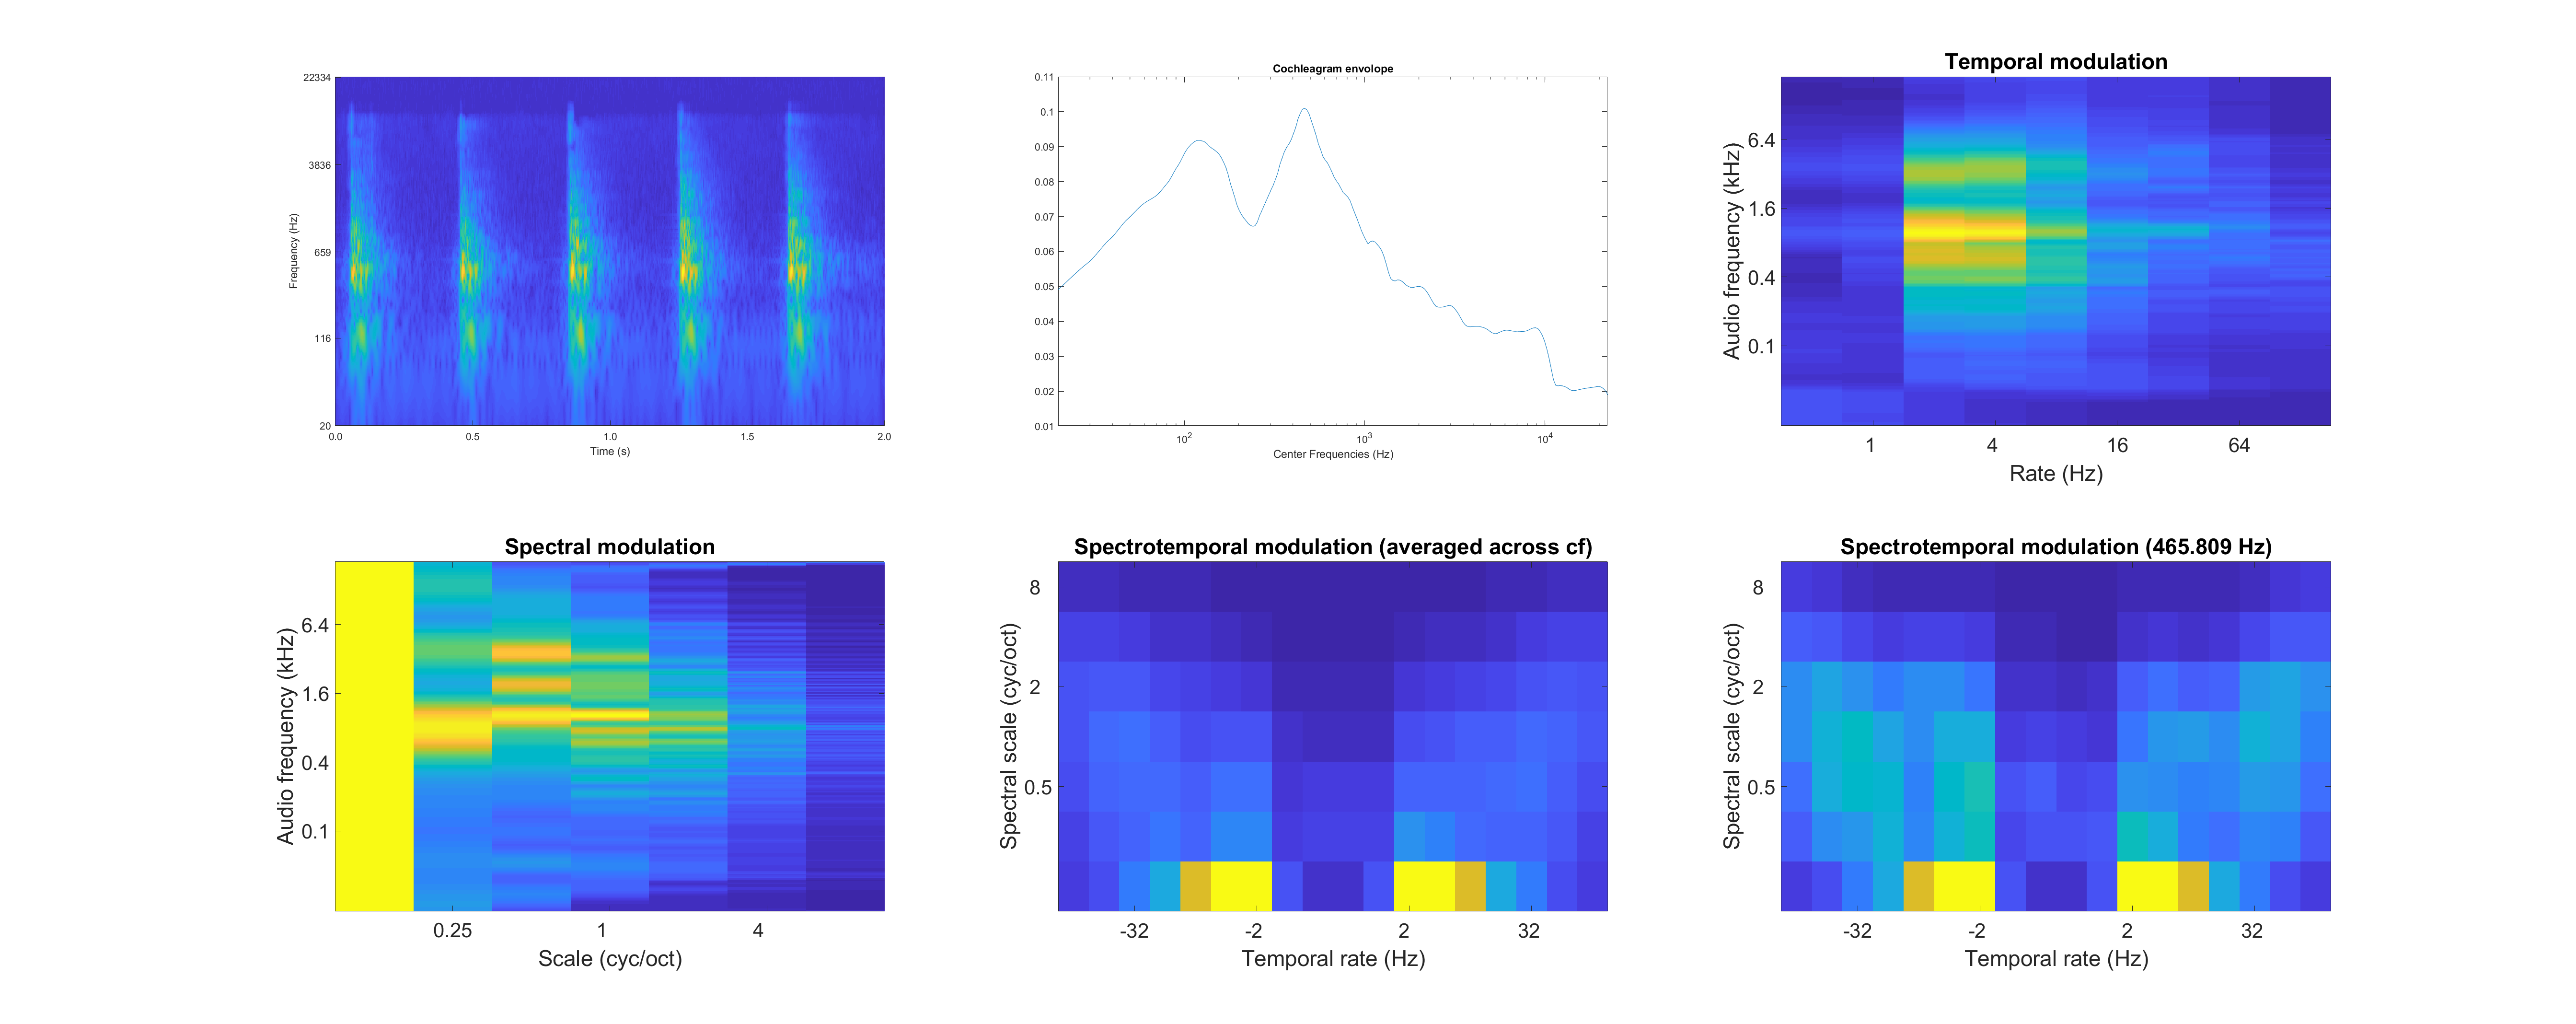 22334
3836
659
116
20
Frequency (Hz)
0.0 0.5 1.0 1.5 2.0
Time (s)
Cochleagram envolope
0.11
0.1
0.09
0.08
0.07
0.06
0.05
0.04
0.03
0.02
0.01
10^2 10^3 10^4
Center Frequencies (Hz)
Temporal modulation
6.4
1.6
0.4
0.1
Audio frequency (kHz)
1 4 16 64
Rate (Hz)
Spectral modulation
6.4
1.6
0.4
0.1
Audio frequency (kHz)
0.25 1 4
Scale (cyc/oct)
Spectrotemporal modulation (averaged across cf)
8
2
0.5
Spectral scale (cyc/oct)
-32 -2 2 32
Temporal rate (Hz)
Spectrotemporal modulation (465.809 Hz)
8
2
0.5
Spectral scale (cyc/oct)
-32 -2 2 32
Temporal rate (Hz)